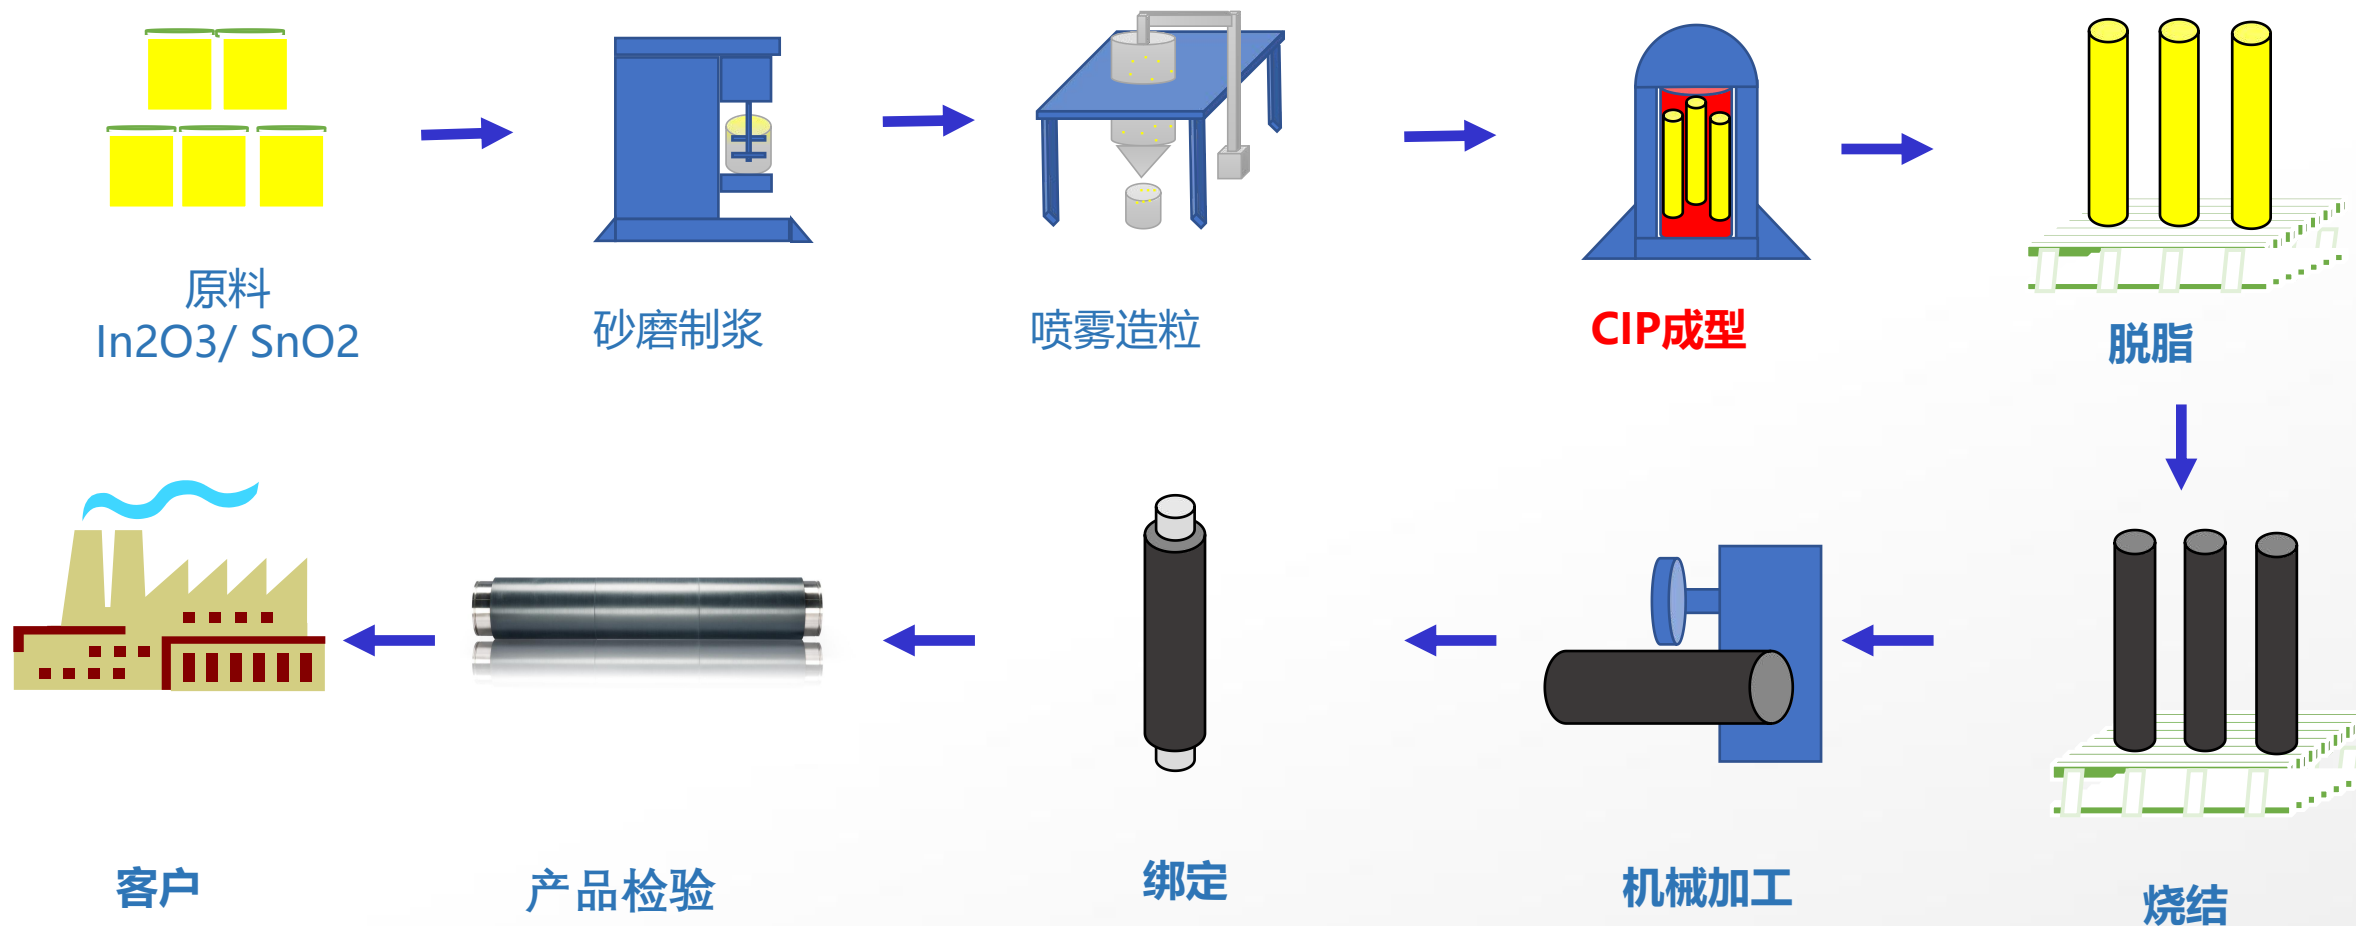 原料
In2O3/ SnO2
砂磨制浆
喷雾造粒
CIP成型
脱脂
客户
产品检验
绑定
机械加工
烧结